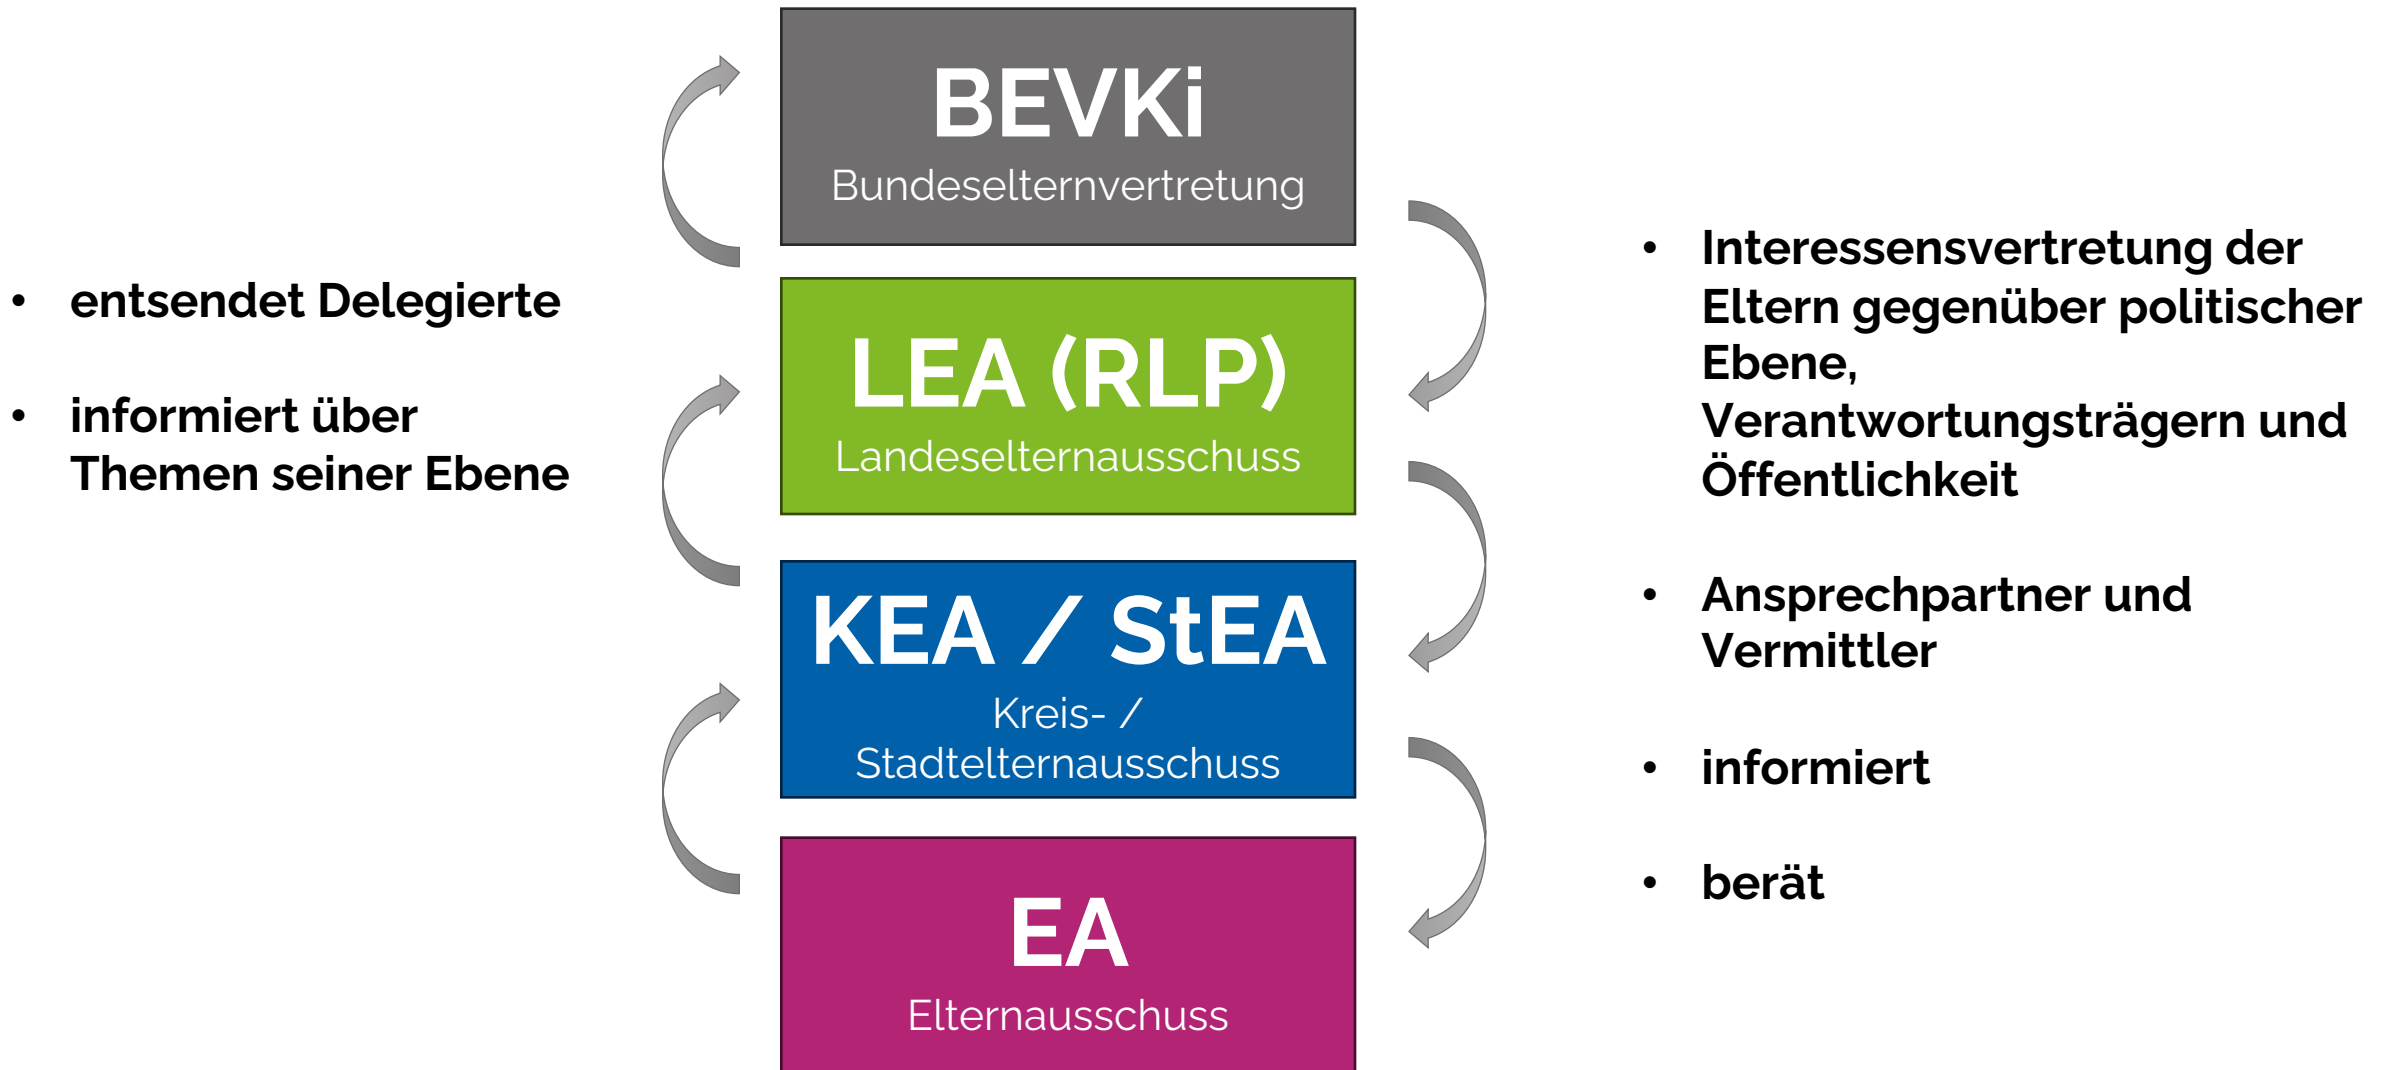 • entsendet Delegierte
• informiert über
Themen seiner Ebene
BEVKi
Bundeselternvertretung
LEA (RLP)
Landeselternausschuss
KEA / StEA
Kreis- /
Stadtelternausschuss
EA
Elternausschuss
• Interessensvertretung der
Eltern gegenüber politischer
Ebene,
Verantwortungsträgern und
Öffentlichkeit
• Ansprechpartner und
Vermittler
• informiert
• berät